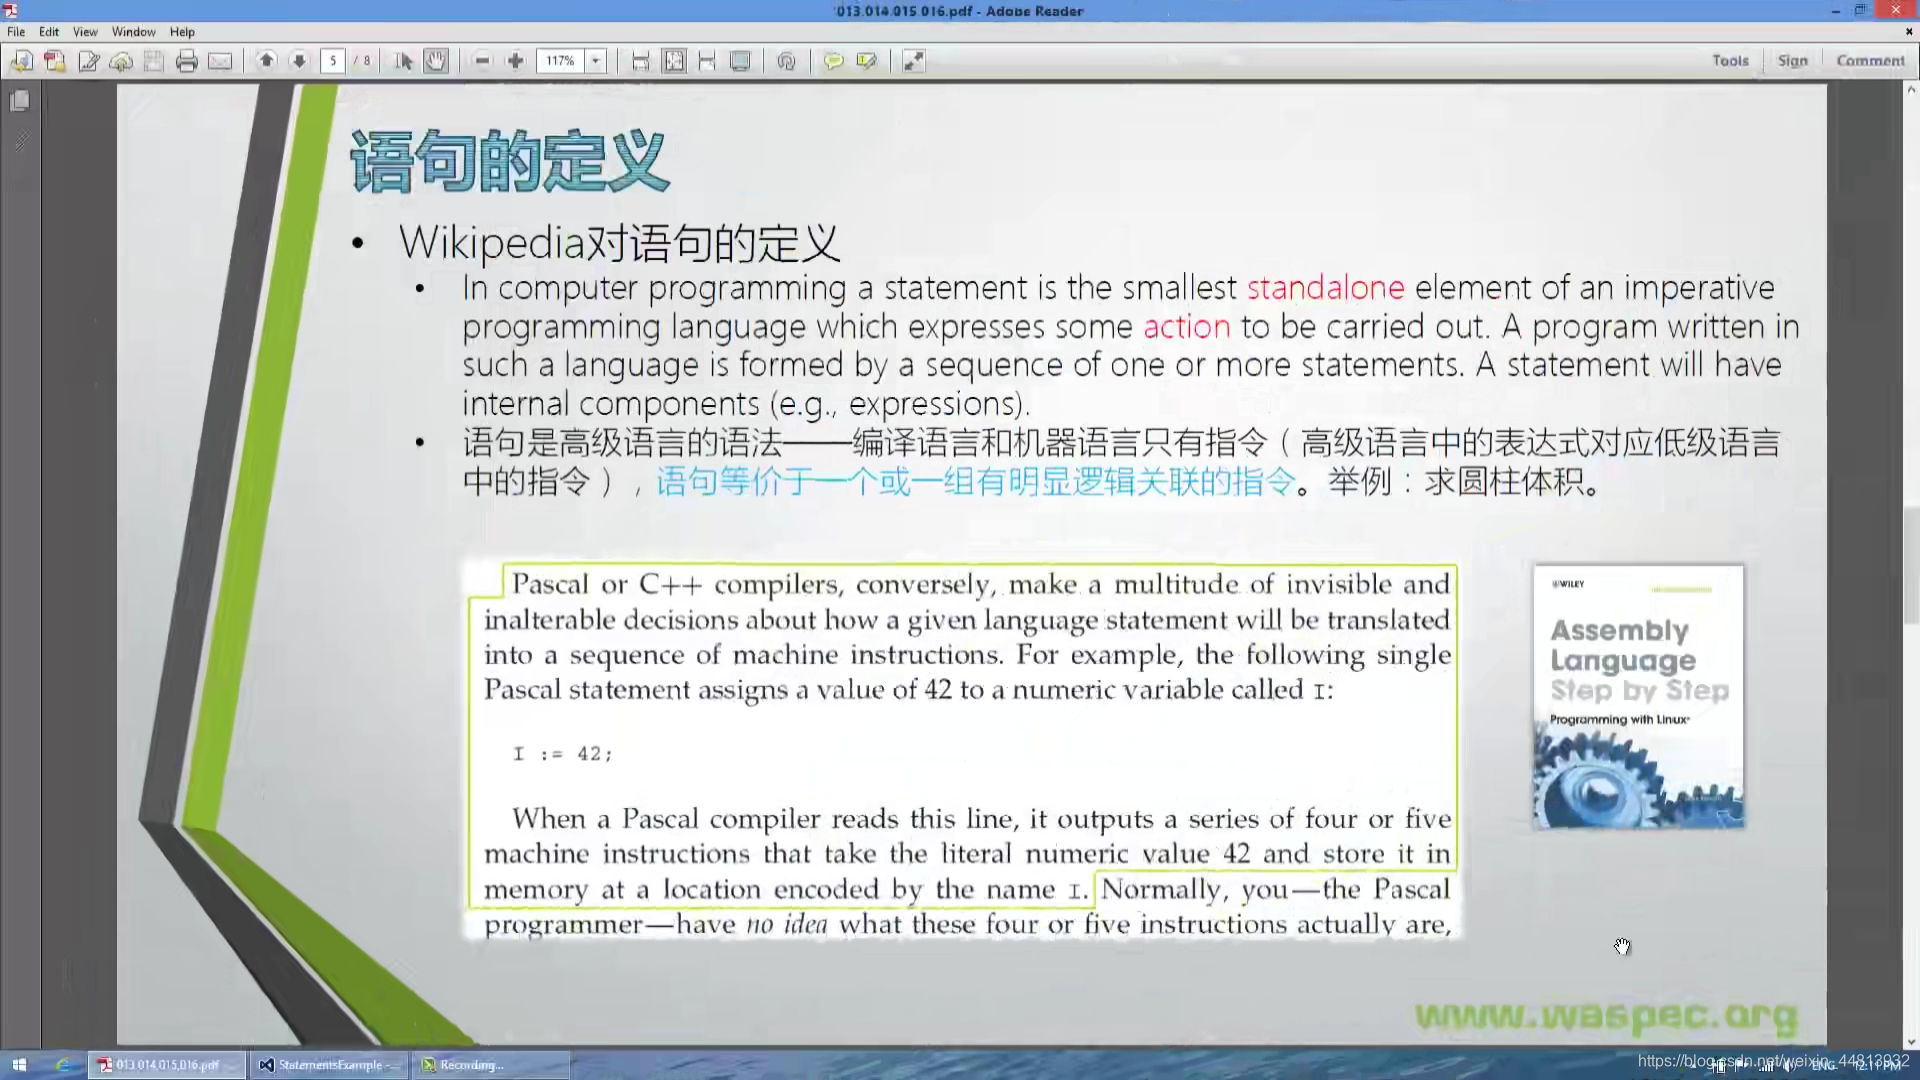 013.014.015.016.pdf - Adobe Reader
File Edit View Window Help
5 / 8 117% Tools Sign Comment
语句的定义
• Wikipedia对语句的定义
• In computer programming a statement is the smallest standalone element of an imperative
programming language which expresses some action to be carried out. A program written in
such a language is formed by a sequence of one or more statements. A statement will have
internal components (e.g., expressions).
• 语句是高级语言的语法——编译语言和机器语言只有指令（高级语言中的表达式对应低级语言
中的指令），语句等价于一个或一组有明显逻辑关联的指令。举例：求圆柱体积。
Pascal or C++ compilers, conversely, make a multitude of invisible and
inalterable decisions about how a given language statement will be translated
into a sequence of machine instructions. For example, the following single
Pascal statement assigns a value of 42 to a numeric variable called I:
I := 42;
When a Pascal compiler reads this line, it outputs a series of four or five
machine instructions that take the literal numeric value 42 and store it in
memory at a location encoded by the name I. Normally, you—the Pascal
programmer—have no idea what these four or five instructions actually are,
WILEY
Assembly
Language
Step by Step
Programming with Linux
www.waspec.org
013.014.015.016.pdf StatementsExample -... Recording... ENG 12:11 PM
https://blog.csdn.net/weixin_44813932